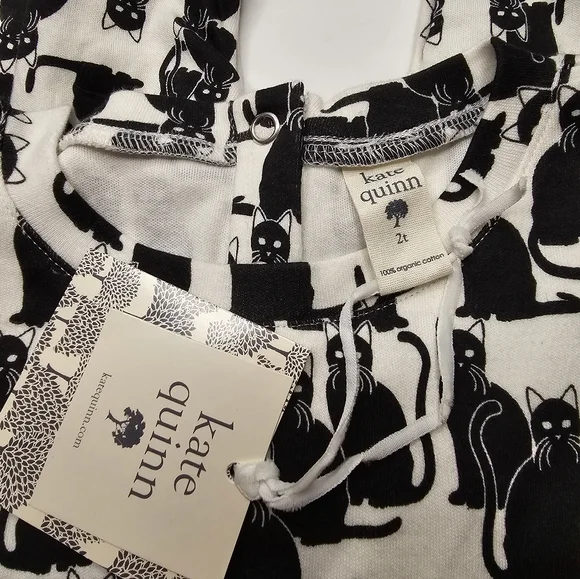 kate
quinn
2t
100% organic cotton
kate
quinn
katequinn.com